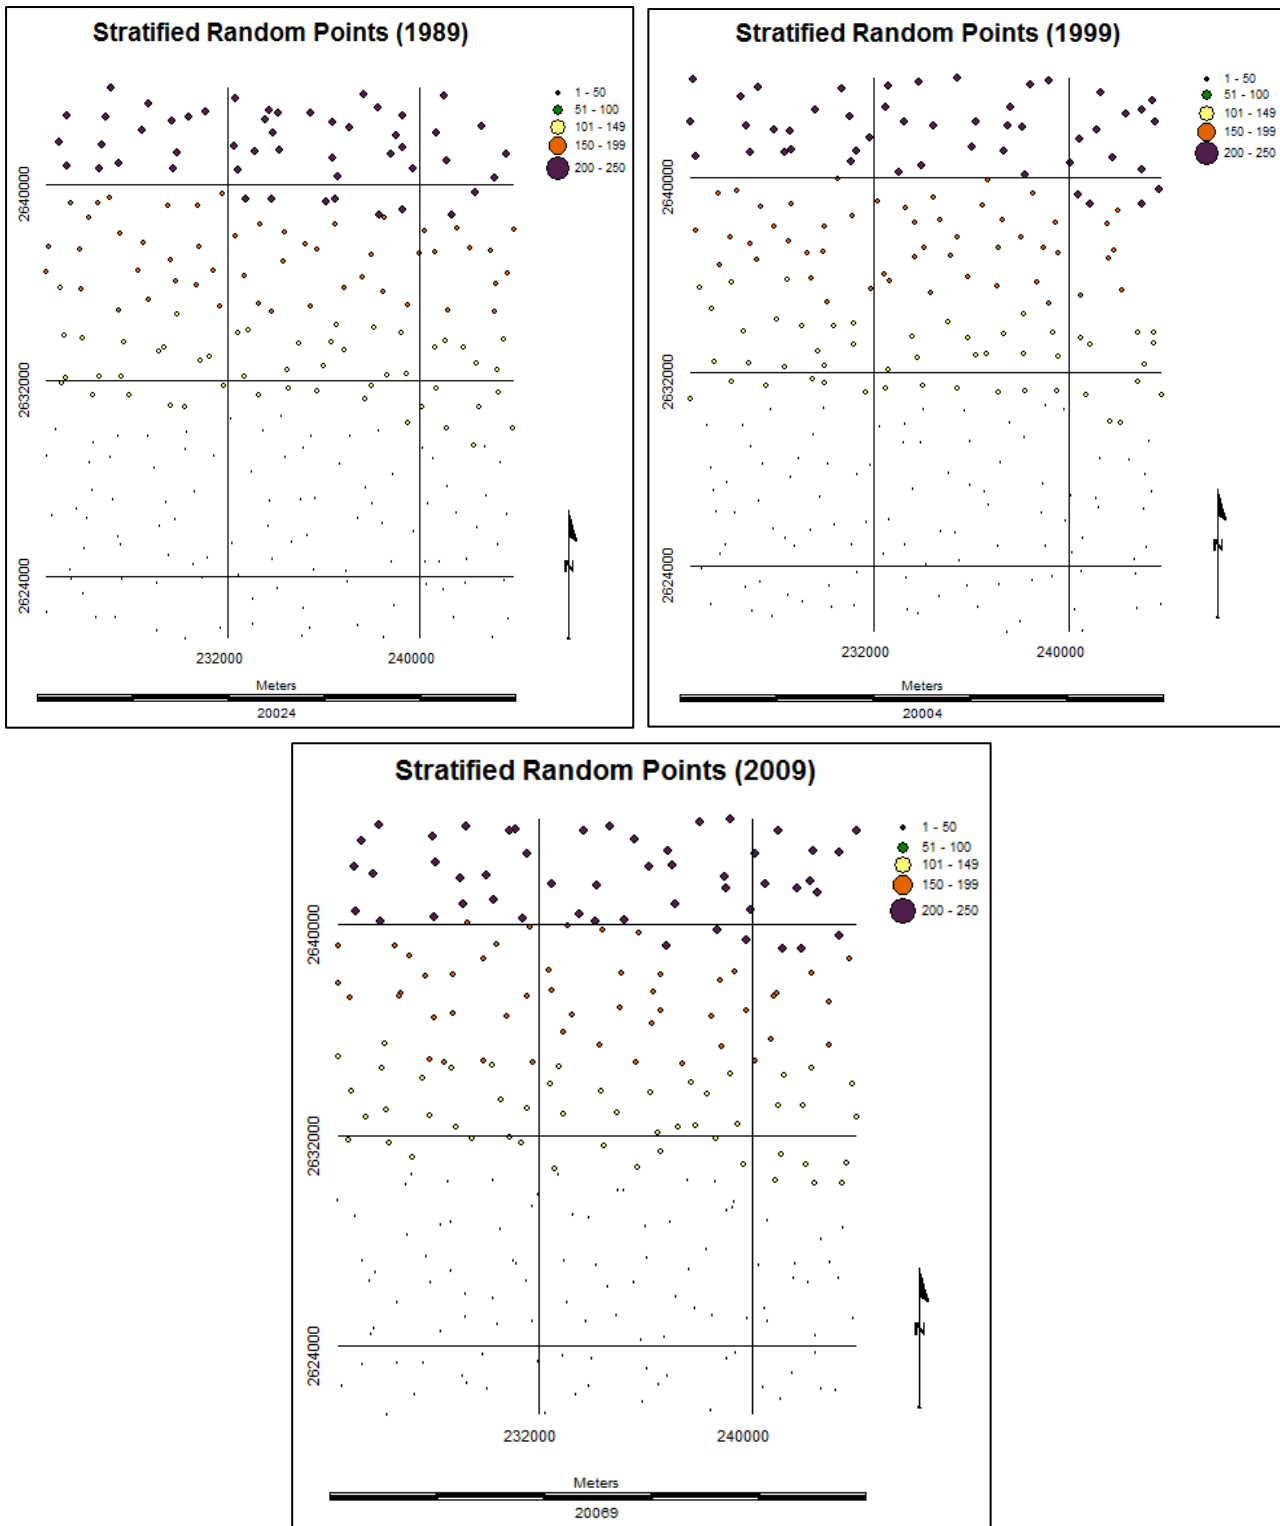 Stratified Random Points (1989)
1 - 50
51 - 100
101 - 149
150 - 199
200 - 250
2640000
2632000
2624000
N
232000
240000
Meters
20024
Stratified Random Points (1999)
1 - 50
51 - 100
101 - 149
150 - 199
200 - 250
2640000
2632000
2624000
N
232000
240000
Meters
20004
Stratified Random Points (2009)
1 - 50
51 - 100
101 - 149
150 - 199
200 - 250
2640000
2632000
2624000
N
232000
240000
Meters
20069